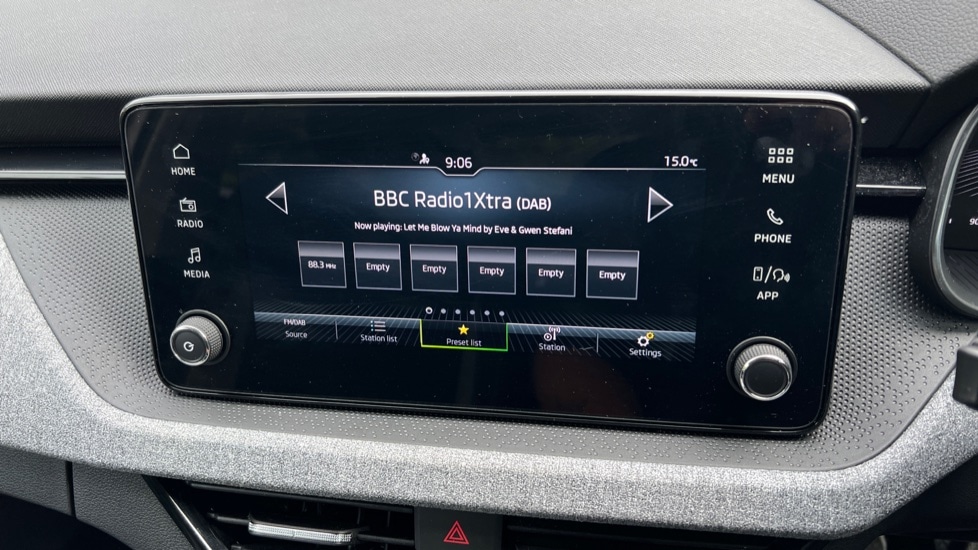 9:06
15.0°C
HOME
RADIO
MEDIA
BBC Radio1Xtra (DAB)
Now playing: Let Me Blow Ya Mind by Eve & Gwen Stefani
88.3 MHz
Empty
Empty
Empty
Empty
Empty
FM/DAB
Source
Station list
Preset list
Station
Settings
MENU
PHONE
APP
90